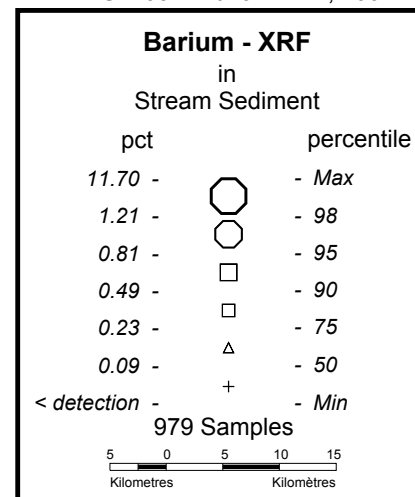 Barium - XRF
in
Stream Sediment
pct percentile
11.70 - - Max
1.21 - - 98
0.81 - - 95
0.49 - - 90
0.23 - - 75
0.09 - - 50
< detection - - Min
979 Samples
5 0 5 10 15
Kilometres Kilomètres